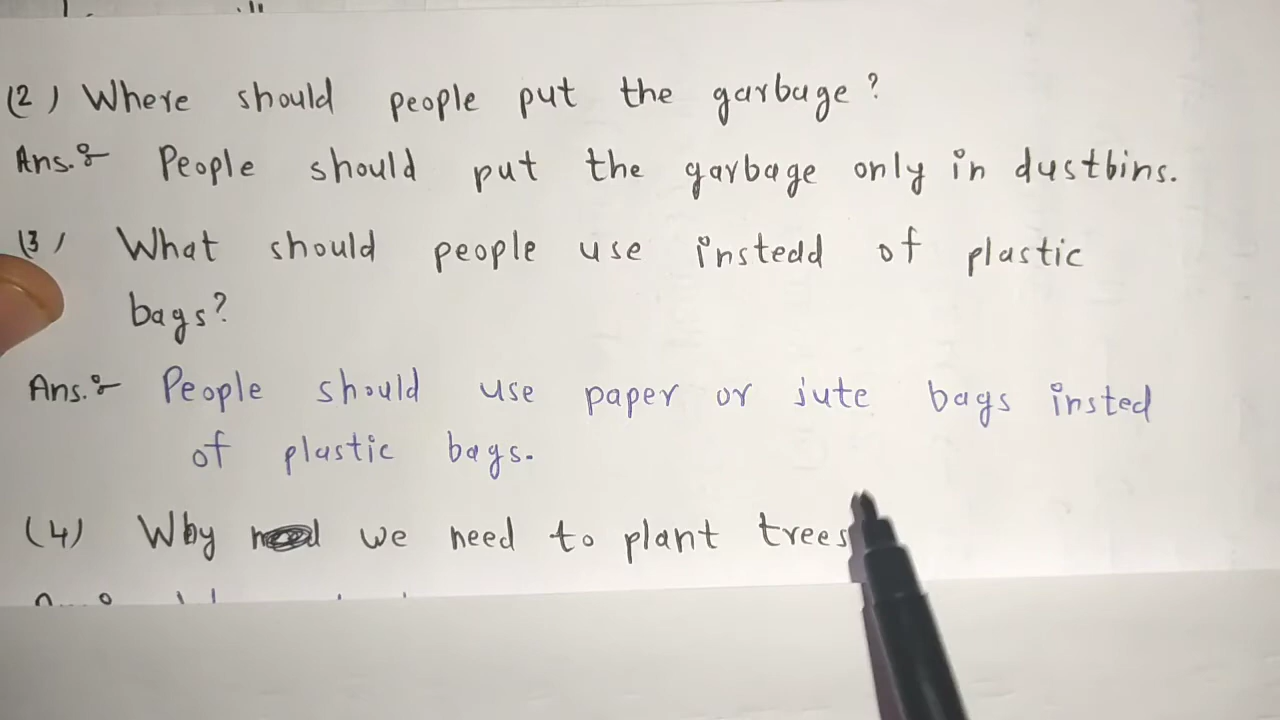 (2) Where should people put the garbage?
Ans.:- People should put the garbage only in dustbins.
(3) What should people use instedd of plastic
bags?
Ans.:- People should use paper or jute bags insted
of plastic bags.
(4) Why we need to plant trees